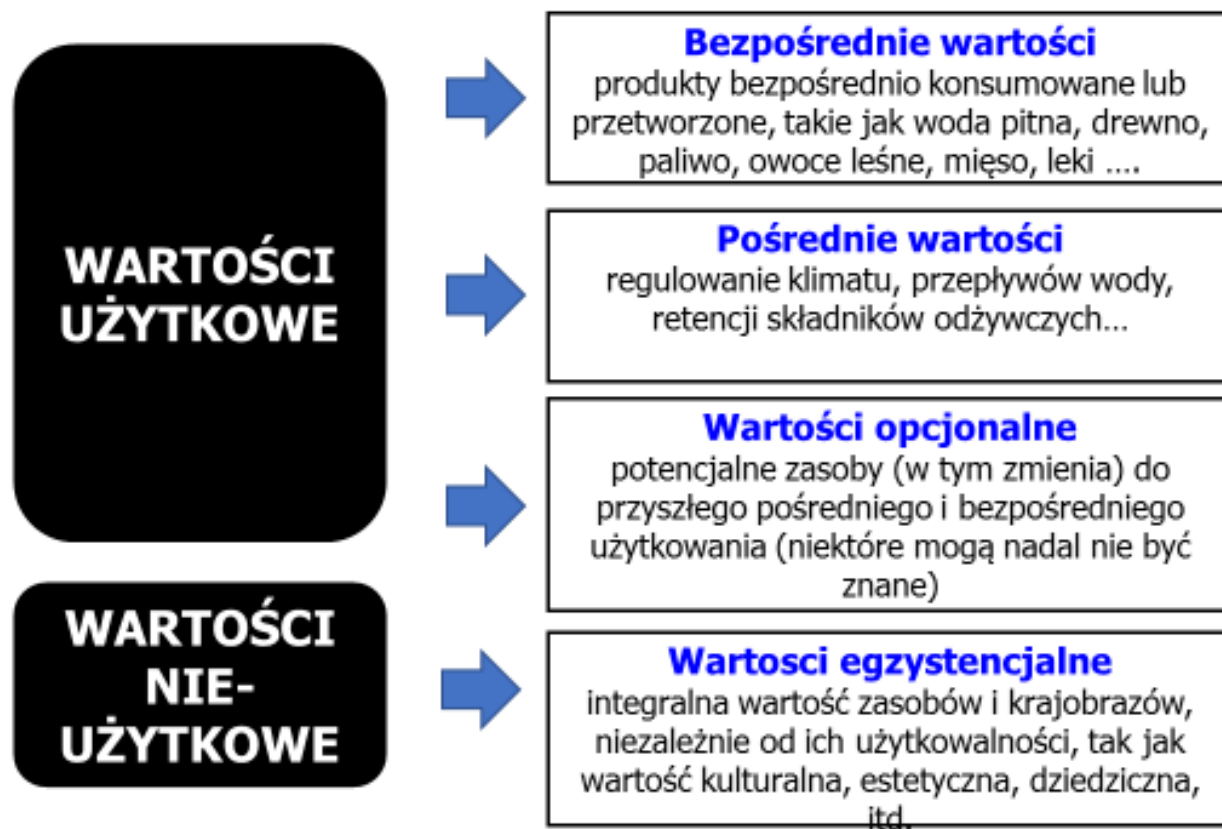 WARTOŚCI
UŻYTKOWE
Bezpośrednie wartości
produkty bezpośrednio konsumowane lub
przetworzone, takie jak woda pitna, drewno,
paliwo, owoce leśne, mięso, leki ....
Pośrednie wartości
regulowanie klimatu, przepływów wody,
retencji składników odżywczych...
Wartości opcjonalne
potencjalne zasoby (w tym zmienia) do
przyszłego pośredniego i bezpośredniego
użytkowania (niektóre mogą nadal nie być
znane)
WARTOŚCI
NIE-
UŻYTKOWE
Wartosci egzystencjalne
integralna wartość zasobów i krajobrazów,
niezależnie od ich użytkowalności, tak jak
wartość kulturalna, estetyczna, dziedziczna,
itd.